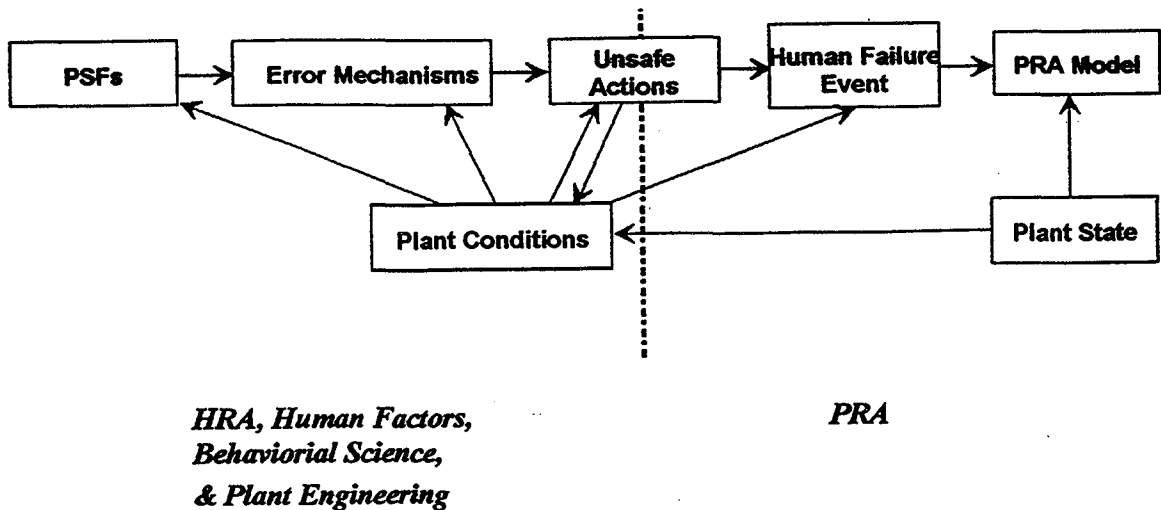 PSFs
Error Mechanisms
Unsafe
Actions
Human Failure
Event
PRA Model
Plant Conditions
Plant State
HRA, Human Factors,
Behaviorial Science,
& Plant Engineering
PRA